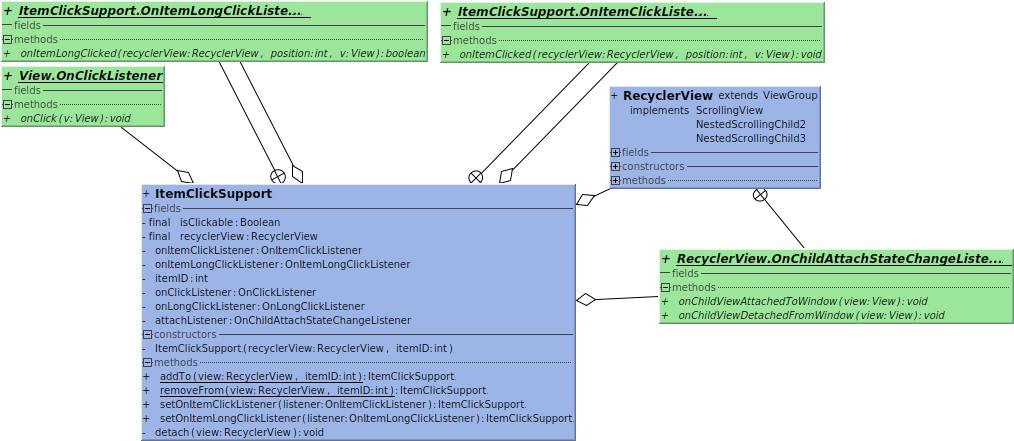 + ItemClickSupport.OnItemLongClickListe...
fields
methods
+ onItemLongClicked(recyclerView:RecyclerView, position:int, v:View):boolean
+ ItemClickSupport.OnItemClickListe...
fields
methods
+ onItemClicked(recyclerView:RecyclerView, position:int, v:View):void
+ View.OnClickListener
fields
methods
+ onClick(v:View):void
+ RecyclerView extends ViewGroup
implements ScrollingView
NestedScrollingChild2
NestedScrollingChild3
fields
constructors
methods
+ ItemClickSupport
fields
- final isClickable:Boolean
- final recyclerView:RecyclerView
- onItemClickListener:OnItemClickListener
- onItemLongClickListener:OnItemLongClickListener
- itemID:int
- onClickListener:OnClickListener
- onLongClickListener:OnLongClickListener
- attachListener:OnChildAttachStateChangeListener
constructors
- ItemClickSupport(recyclerView:RecyclerView, itemID:int)
methods
+ addTo(view:RecyclerView, itemID:int):ItemClickSupport
+ removeFrom(view:RecyclerView, itemID:int):ItemClickSupport
+ setOnItemClickListener(listener:OnItemClickListener):ItemClickSupport
+ setOnItemLongClickListener(listener:OnItemLongClickListener):ItemClickSupport
- detach(view:RecyclerView):void
+ RecyclerView.OnChildAttachStateChangeListe...
fields
methods
+ onChildViewAttachedToWindow(view:View):void
+ onChildViewDetachedFromWindow(view:View):void